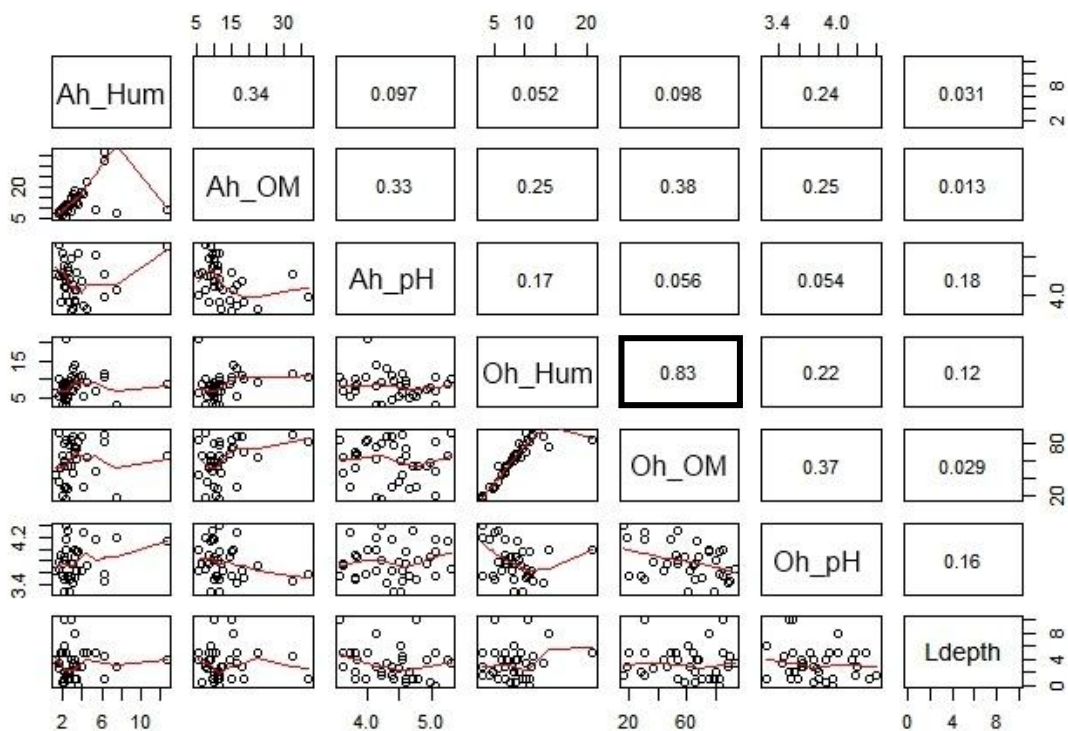 5 15 30 5 10 20 3.4 4.0
Ah_Hum 0.34 0.097 0.052 0.098 0.24 0.031 2 8
5 20 Ah_OM 0.33 0.25 0.38 0.25 0.013
Ah_pH 0.17 0.056 0.054 0.18 4.0
5 15 Oh_Hum 0.83 0.22 0.12
Oh_OM 0.37 0.029 20 80
3.4 4.2 Oh_pH 0.16
Ldepth 0 4 8
2 6 10 4.0 5.0 20 60 0 4 8